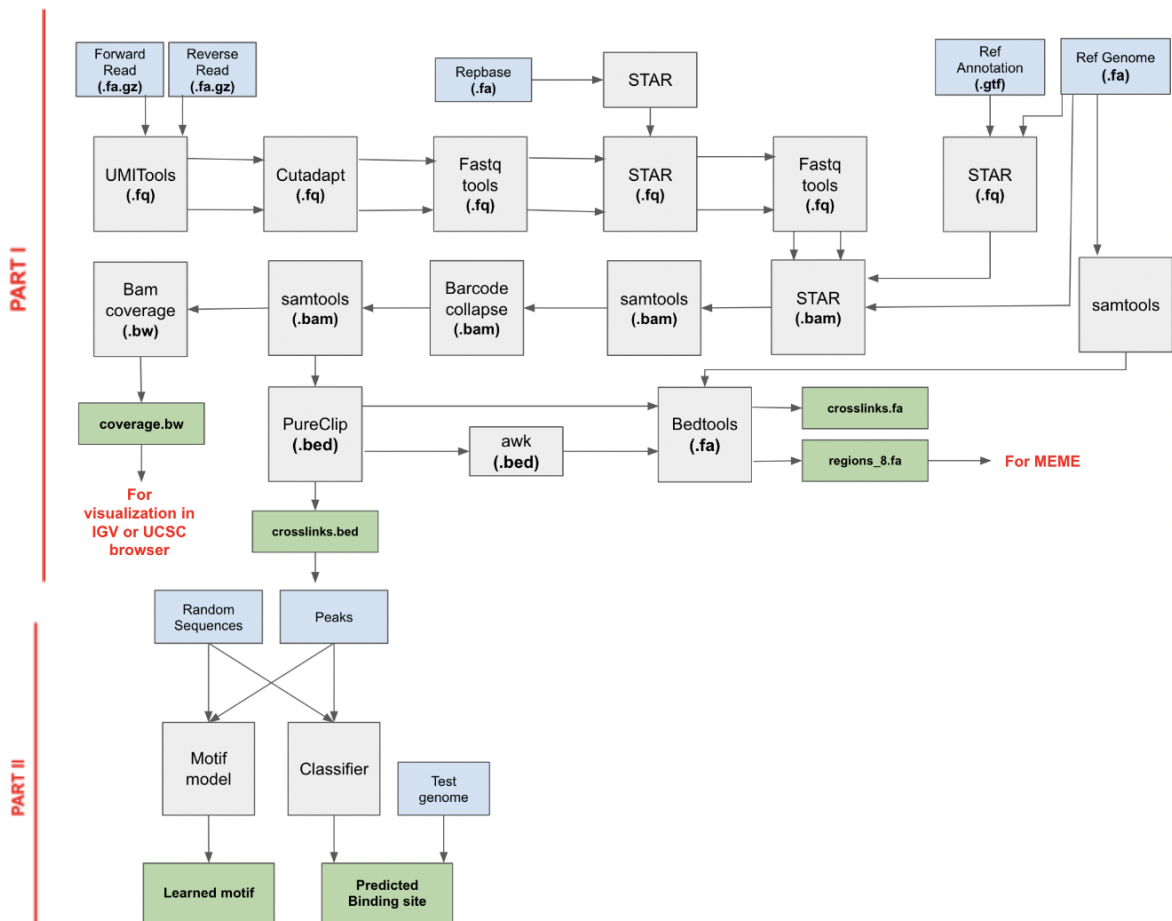 PART I
Forward
Read
(.fa.gz)
Reverse
Read
(.fa.gz)
Repbase
(.fa)
STAR
Ref
Annotation
(.gtf)
Ref Genome
(.fa)
UMITools
(.fq)
Cutadapt
(.fq)
Fastq
tools
(.fq)
STAR
(.fq)
Fastq
tools
(.fq)
STAR
(.fq)
Bam
coverage
(.bw)
samtools
(.bam)
Barcode
collapse
(.bam)
samtools
(.bam)
STAR
(.bam)
samtools
coverage.bw
PureClip
(.bed)
awk
(.bed)
Bedtools
(.fa)
crosslinks.fa
regions_8.fa
For MEME
For
visualization in
IGV or UCSC
browser
crosslinks.bed
PART II
Random
Sequences
Peaks
Motif
model
Classifier
Test
genome
Learned motif
Predicted
Binding site